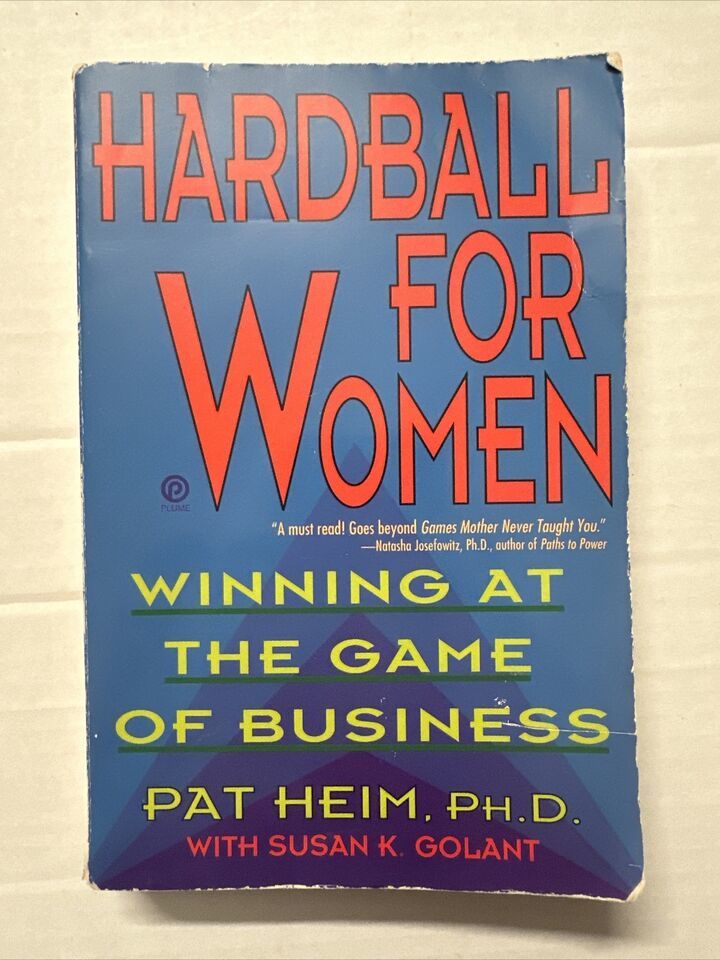 HARDBALL
FOR
WOMEN
PLUME
"A must read! Goes beyond Games Mother Never Taught You."
—Natasha Josefowitz, Ph.D., author of Paths to Power
WINNING AT
THE GAME
OF BUSINESS
PAT HEIM, PH.D.
WITH SUSAN K. GOLANT